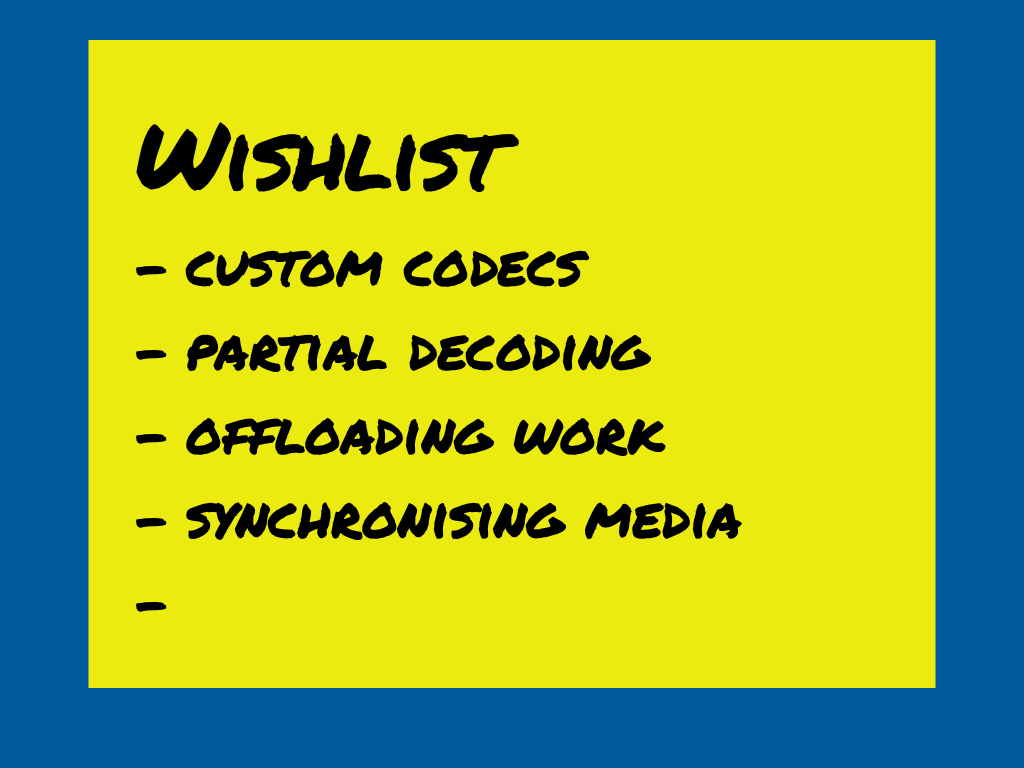 Wishlist
- custom codecs
- partial decoding
- offloading work
- synchronising media
-